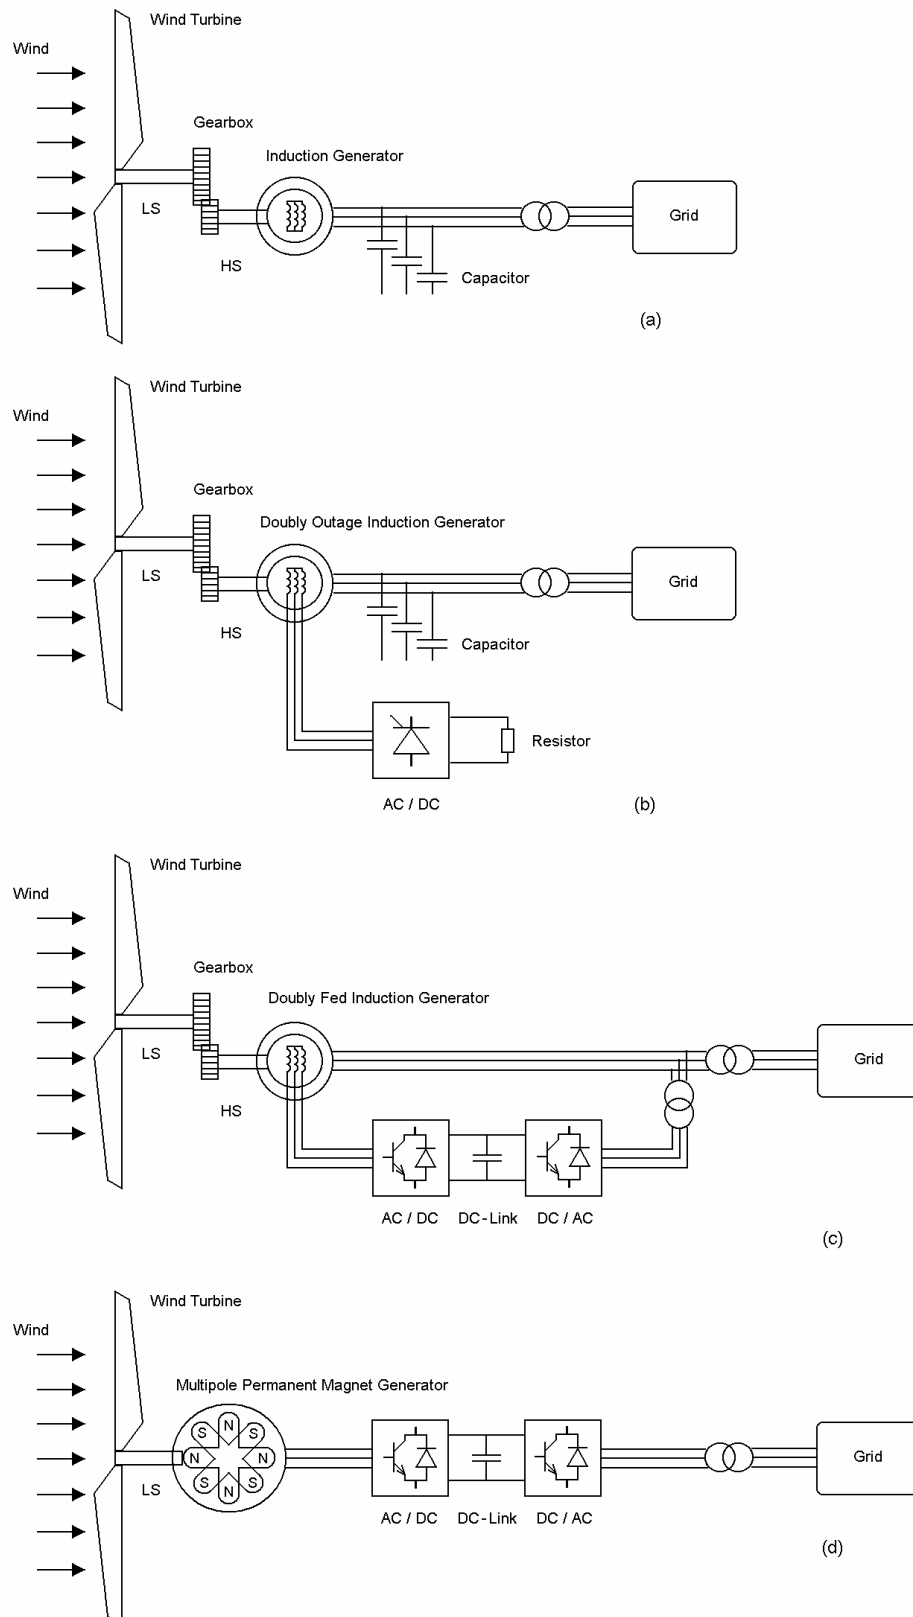 Wind Turbine
Wind
Gearbox
Induction Generator
LS
Grid
HS
Capacitor
(a)
Wind Turbine
Wind
Gearbox
Doubly Outage Induction Generator
LS
Grid
HS
Capacitor
Resistor
AC / DC
(b)
Wind Turbine
Wind
Gearbox
Doubly Fed Induction Generator
LS
Grid
HS
AC / DC DC-Link DC / AC
(c)
Wind Turbine
Wind
Multipole Permanent Magnet Generator
N
S S
N N
Grid
S S
N
LS
AC / DC DC-Link DC / AC
(d)